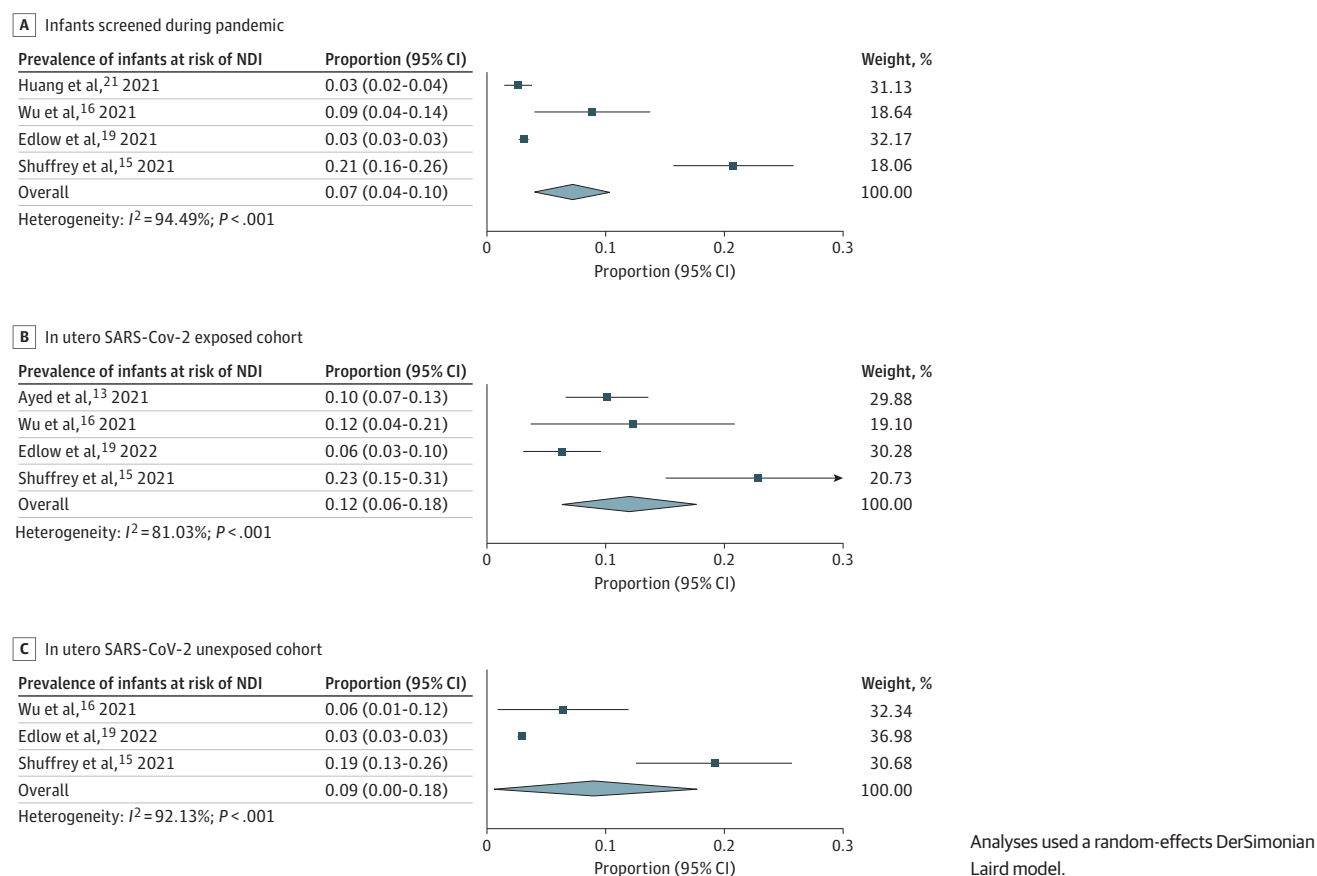 A Infants screened during pandemic
Prevalence of infants at risk of NDI Proportion (95% CI) Weight, %
Huang et al,21 2021 0.03 (0.02-0.04) 31.13
Wu et al,16 2021 0.09 (0.04-0.14) 18.64
Edlow et al,19 2021 0.03 (0.03-0.03) 32.17
Shuffrey et al,15 2021 0.21 (0.16-0.26) 18.06
Overall 0.07 (0.04-0.10) 100.00
Heterogeneity: I2 = 94.49%; P < .001
0 0.1 0.2 0.3
Proportion (95% CI)
B In utero SARS-Cov-2 exposed cohort
Prevalence of infants at risk of NDI Proportion (95% CI) Weight, %
Ayed et al,13 2021 0.10 (0.07-0.13) 29.88
Wu et al,16 2021 0.12 (0.04-0.21) 19.10
Edlow et al,19 2022 0.06 (0.03-0.10) 30.28
Shuffrey et al,15 2021 0.23 (0.15-0.31) 20.73
Overall 0.12 (0.06-0.18) 100.00
Heterogeneity: I2 = 81.03%; P < .001
0 0.1 0.2 0.3
Proportion (95% CI)
C In utero SARS-CoV-2 unexposed cohort
Prevalence of infants at risk of NDI Proportion (95% CI) Weight, %
Wu et al,16 2021 0.06 (0.01-0.12) 32.34
Edlow et al,19 2022 0.03 (0.03-0.03) 36.98
Shuffrey et al,15 2021 0.19 (0.13-0.26) 30.68
Overall 0.09 (0.00-0.18) 100.00
Heterogeneity: I2 = 92.13%; P < .001
0 0.1 0.2 0.3
Proportion (95% CI)
Analyses used a random-effects DerSimonian
Laird model.